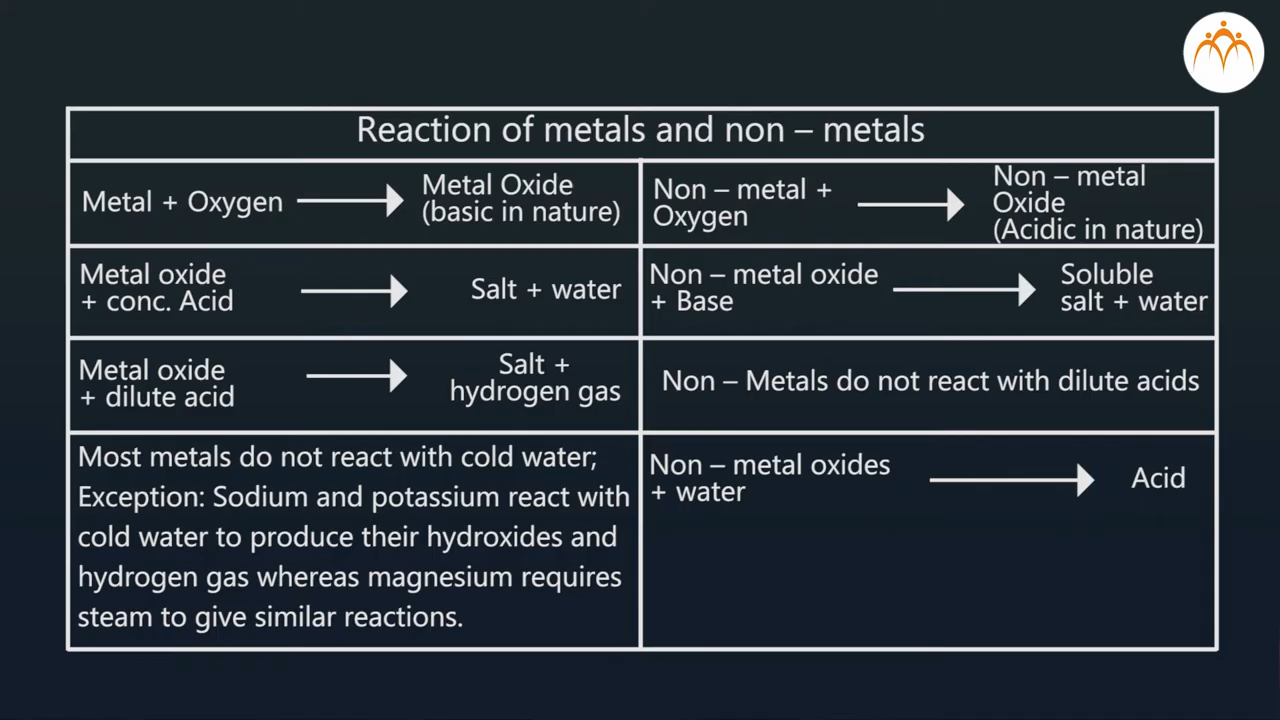 Reaction of metals and non – metals
Metal + Oxygen
Metal Oxide
(basic in nature)
Non – metal +
Oxygen
Non – metal
Oxide
(Acidic in nature)
Metal oxide
+ conc. Acid
Salt + water
Non – metal oxide
+ Base
Soluble
salt + water
Metal oxide
+ dilute acid
Salt +
hydrogen gas
Non – Metals do not react with dilute acids
Most metals do not react with cold water;
Exception: Sodium and potassium react with
cold water to produce their hydroxides and
hydrogen gas whereas magnesium requires
steam to give similar reactions.
Non – metal oxides
+ water
Acid